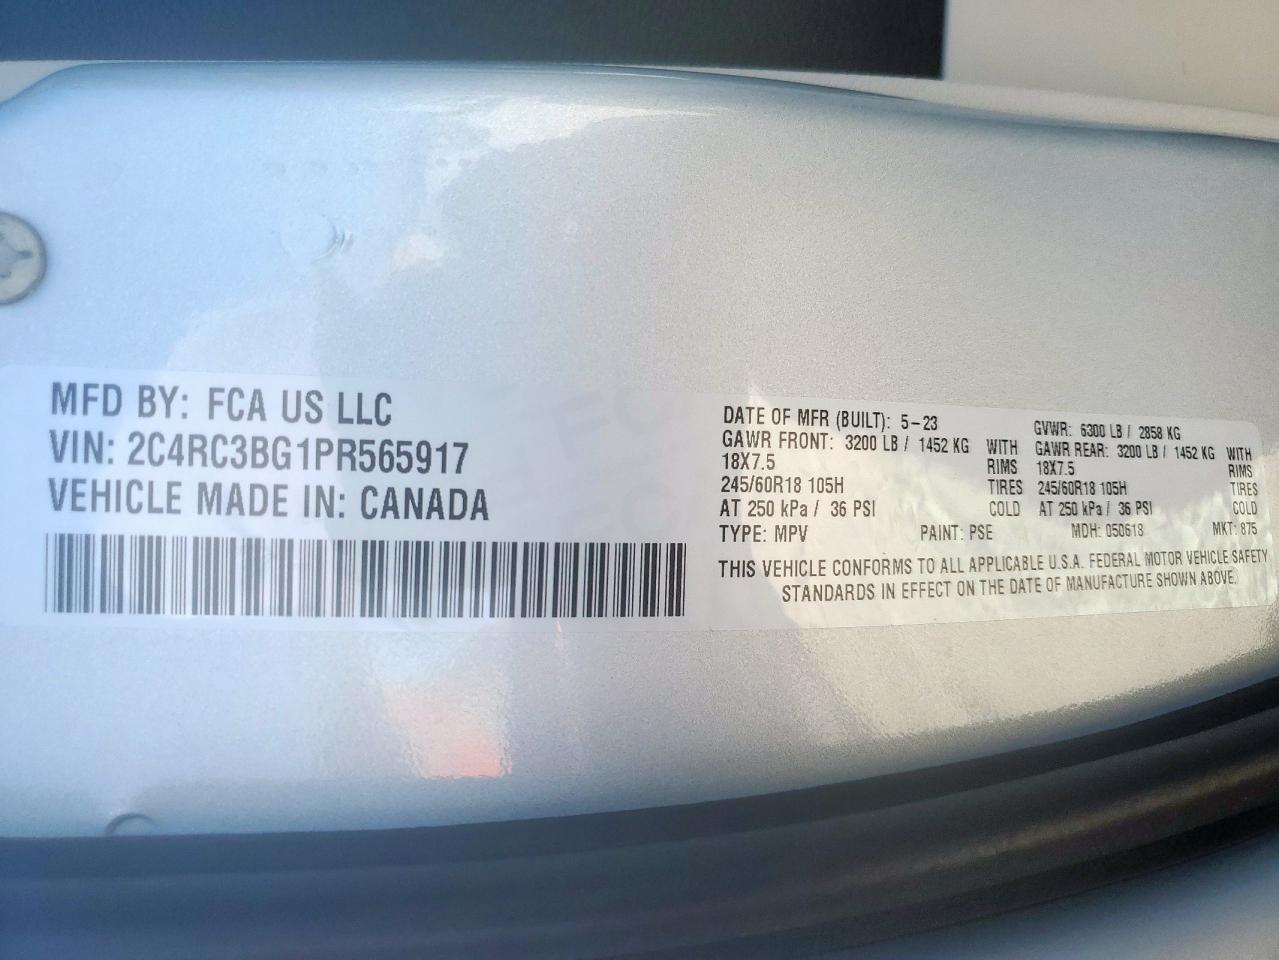 MFD BY: FCA US LLC
VIN: 2C4RC3BG1PR565917
VEHICLE MADE IN: CANADA
DATE OF MFR (BUILT): 5-23 GVWR: 6300 LB / 2858 KG
GAWR FRONT: 3200 LB / 1452 KG WITH GAWR REAR: 3200 LB / 1452 KG WITH
18X7.5 RIMS 18X7.5 RIMS
245/60R18 105H TIRES 245/60R18 105H TIRES
AT 250 kPa / 36 PSI COLD AT 250 kPa / 36 PSI COLD
TYPE: MPV PAINT: PSE MDH: 050618 MKT: 875
THIS VEHICLE CONFORMS TO ALL APPLICABLE U.S.A. FEDERAL MOTOR VEHICLE SAFETY
STANDARDS IN EFFECT ON THE DATE OF MANUFACTURE SHOWN ABOVE.